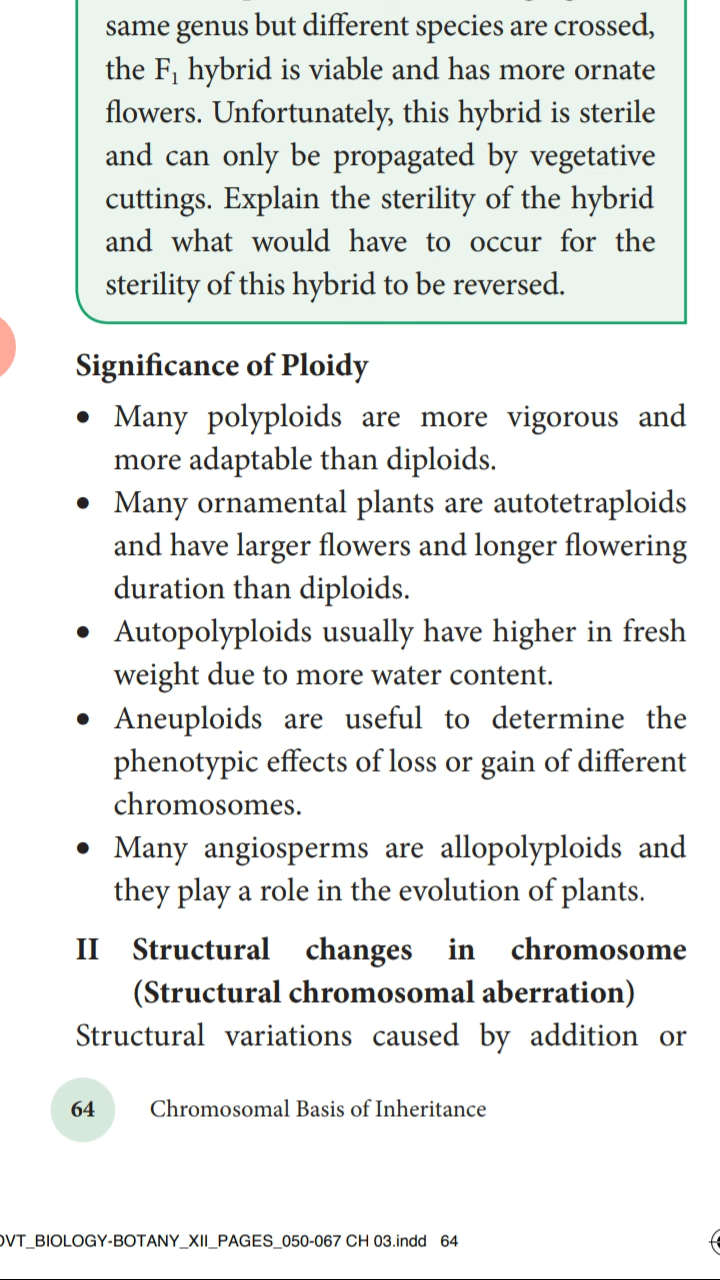 same genus but different species are crossed,
the F₁ hybrid is viable and has more ornate
flowers. Unfortunately, this hybrid is sterile
and can only be propagated by vegetative
cuttings. Explain the sterility of the hybrid
and what would have to occur for the
sterility of this hybrid to be reversed.
Significance of Ploidy
• Many polyploids are more vigorous and
more adaptable than diploids.
• Many ornamental plants are autotetraploids
and have larger flowers and longer flowering
duration than diploids.
• Autopolyploids usually have higher in fresh
weight due to more water content.
• Aneuploids are useful to determine the
phenotypic effects of loss or gain of different
chromosomes.
• Many angiosperms are allopolyploids and
they play a role in the evolution of plants.
II Structural changes in chromosome
(Structural chromosomal aberration)
Structural variations caused by addition or
64 Chromosomal Basis of Inheritance
OVT_BIOLOGY-BOTANY_XII_PAGES_050-067 CH 03.indd 64